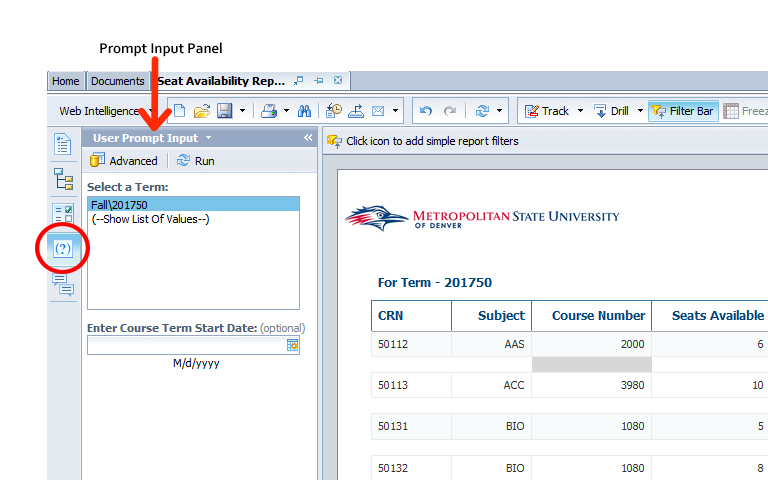 Prompt Input Panel
Home Documents Seat Availability Rep...
Web Intelligence Track Drill Filter Bar Freez
User Prompt Input «
Click icon to add simple report filters
Advanced Run
Select a Term:
Fall\201750
(--Show List Of Values--)
METROPOLITAN STATE UNIVERSITY
OF DENVER
(?)
For Term - 201750
CRN Subject Course Number Seats Available
Enter Course Term Start Date: (optional)
50112 AAS 2000 6
M/d/yyyy
50113 ACC 3980 10
50131 BIO 1080 5
50132 BIO 1080 8